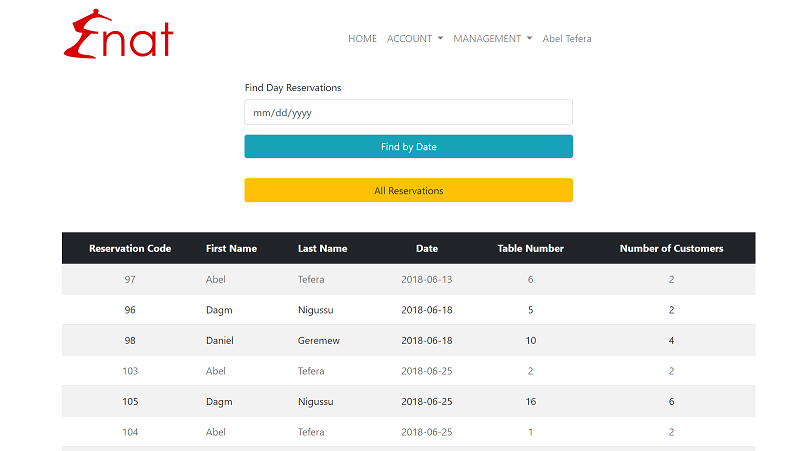 Enat
HOME ACCOUNT MANAGEMENT Abel Tefera
Find Day Reservations
mm/dd/yyyy
Find by Date
All Reservations
Reservation Code First Name Last Name Date Table Number Number of Customers
97 Abel Tefera 2018-06-13 6 2
96 Dagm Nigussu 2018-06-18 5 2
98 Daniel Geremew 2018-06-18 10 4
103 Abel Tefera 2018-06-25 2 2
105 Dagm Nigussu 2018-06-25 16 6
104 Abel Tefera 2018-06-25 1 2